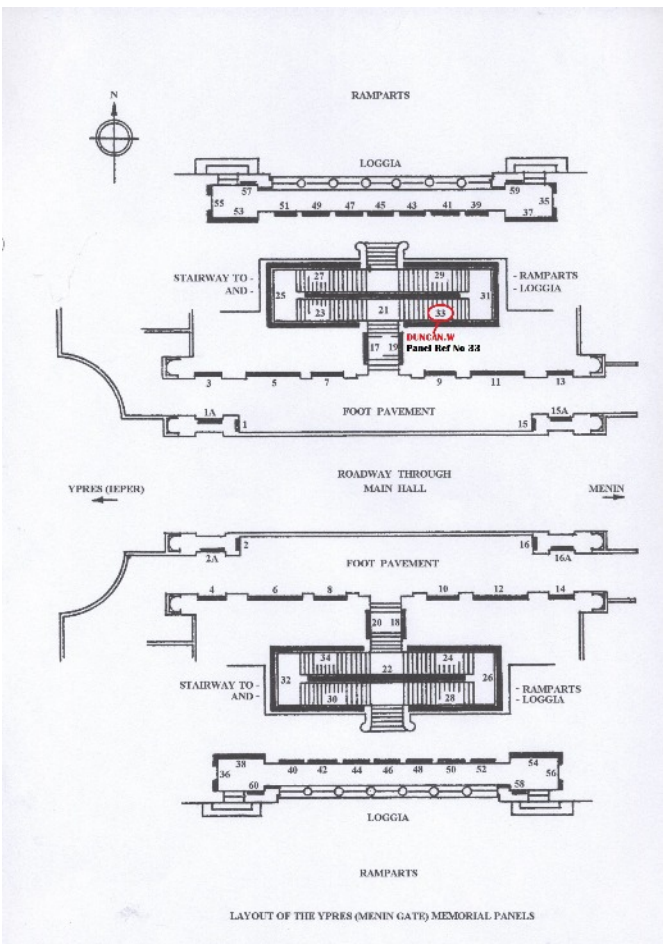 N
RAMPARTS
LOGGIA
57
59
55
53
51 49 47 45 43 41 39
37
35
STAIRWAY TO -
AND -
27
29
- RAMPARTS
- LOGGIA
25
31
23
21
33
DUNCAN.W
Panel Ref No 33
17 19
3 5 7
9 11 13
1A
FOOT PAVEMENT
15A
1
15
ROADWAY THROUGH
MAIN HALL
YPRES (IEPER)
MENIN
2
16
2A
FOOT PAVEMENT
16A
4 6 8
10 12 14
20 18
34
24
32
22
26
STAIRWAY TO -
AND -
30
28
- RAMPARTS
- LOGGIA
38
54
36
40 42 44 46 48 50 52
56
60
58
LOGGIA
RAMPARTS
LAYOUT OF THE YPRES (MENIN GATE) MEMORIAL PANELS